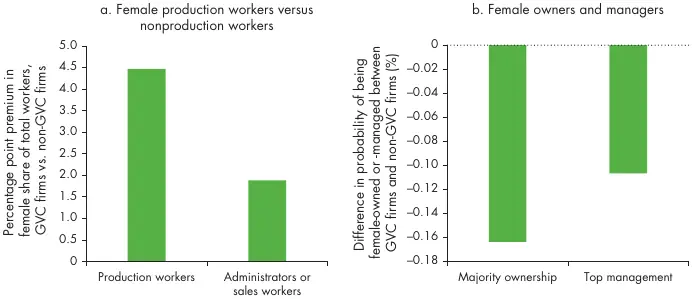 a. Female production workers versus
nonproduction workers
Percentage point premium in
female share of total workers,
GVC firms vs. non-GVC firms
5.0
4.5
4.0
3.5
3.0
2.5
2.0
1.5
1.0
0.5
0
Production workers
Administrators or
sales workers
b. Female owners and managers
Difference in probability of being
female-owned or -managed between
GVC firms and non-GVC firms (%)
0
–0.02
–0.04
–0.06
–0.08
–0.10
–0.12
–0.14
–0.16
–0.18
Majority ownership
Top management